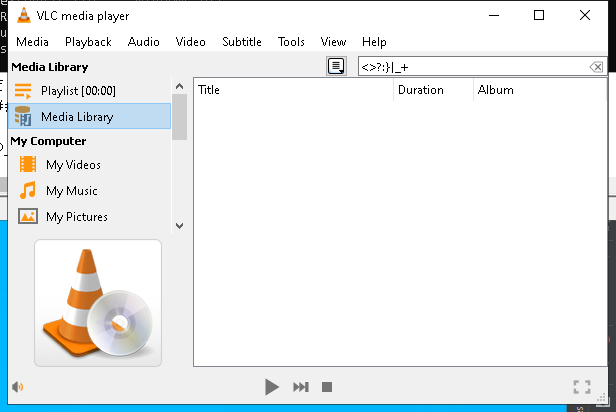 VLC media player
Media Playback Audio Video Subtitle Tools View Help
Media Library
<>?:}|_+
Playlist [00:00]
Title Duration Album
Media Library
My Computer
My Videos
My Music
My Pictures